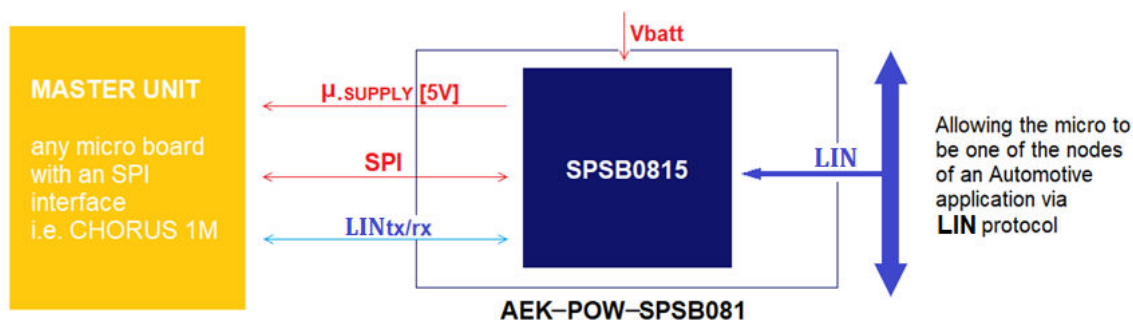 MASTER UNIT
any micro board
with an SPI
interface
i.e. CHORUS 1M
Vbatt
µ.SUPPLY [5V]
SPI
LINtx/rx
SPSB0815
LIN
Allowing the micro to
be one of the nodes
of an Automotive
application via
LIN protocol
AEK–POW–SPSB081